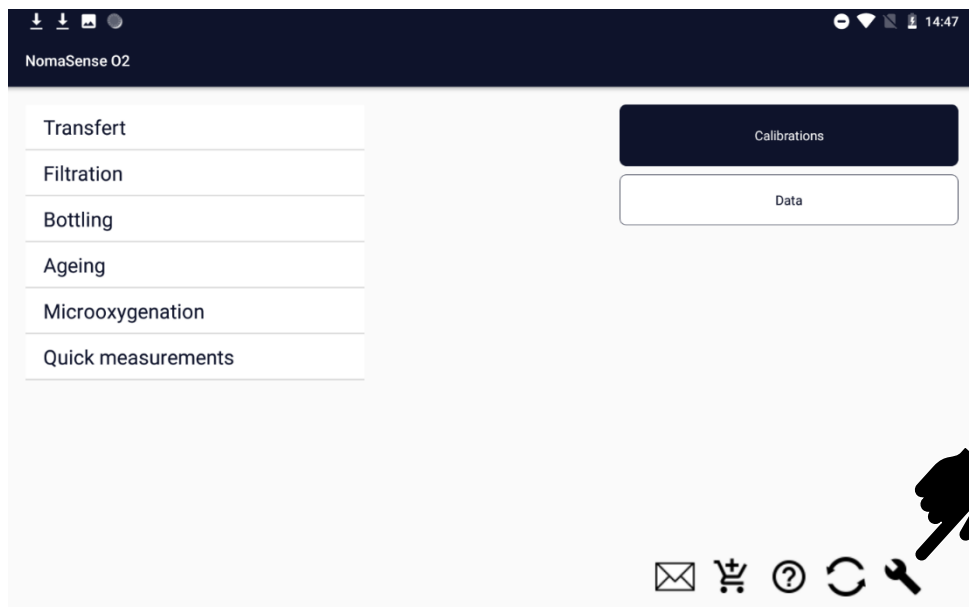 14:47
NomaSense O2
Transfert
Filtration
Bottling
Ageing
Microoxygenation
Quick measurements
Calibrations
Data